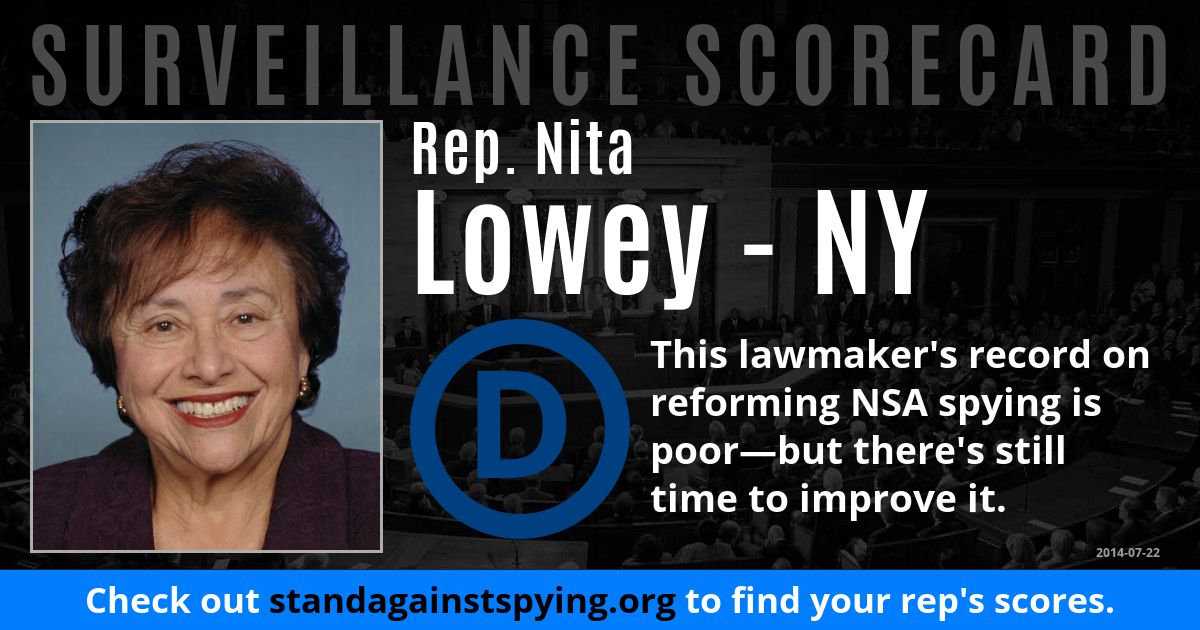 SURVEILLANCE SCORECARD
Rep. Nita
Lowey - NY
D
This lawmaker's record on
reforming NSA spying is
poor—but there's still
time to improve it.
2014-07-22
Check out standagainstspying.org to find your rep's scores.